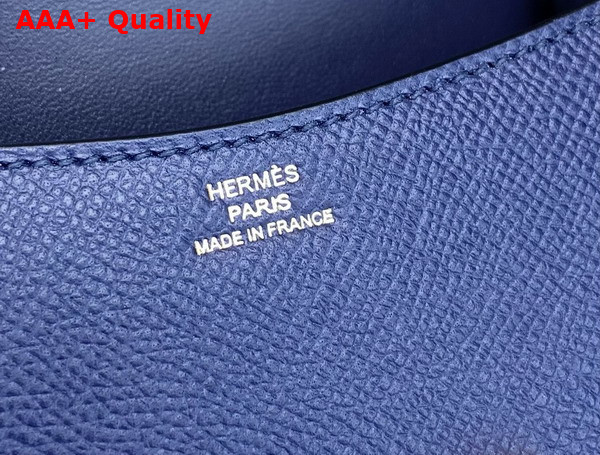 AAA+ Quality
HERMÈS
PARIS
MADE IN FRANCE